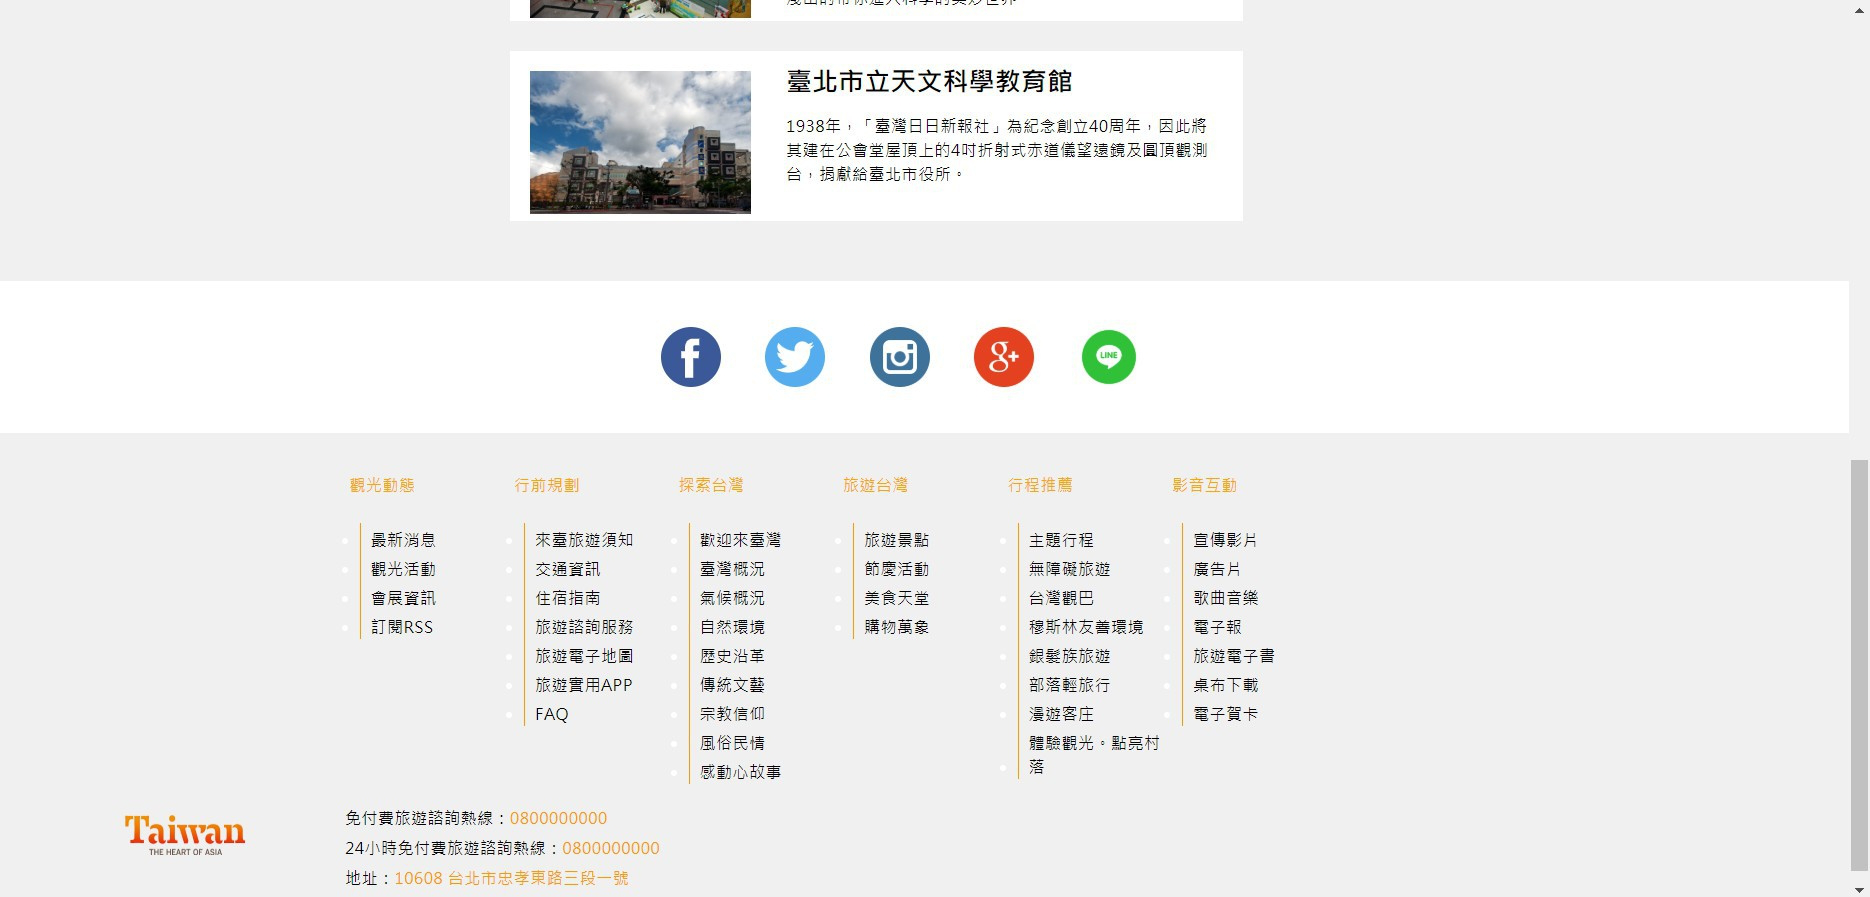 臺北市立天文科學教育館
1938年,「臺灣日日新報社」為紀念創立40周年,因此將
其建在公會堂屋頂上的4吋折射式赤道儀望遠鏡及圓頂觀測
台,捐獻給臺北市役所。
LINE
觀光動態
最新消息
觀光活動
會展資訊
訂閱RSS
行前規劃
來臺旅遊須知
交通資訊
住宿指南
旅遊諮詢服務
旅遊電子地圖
旅遊實用APP
FAQ
探索台灣
歡迎來臺灣
臺灣概況
氣候概況
自然環境
歷史沿革
傳統文藝
宗教信仰
風俗民情
感動心故事
旅遊台灣
旅遊景點
節慶活動
美食天堂
購物萬象
行程推薦
主題行程
無障礙旅遊
台灣觀巴
穆斯林友善環境
銀髮族旅遊
部落輕旅行
漫遊客庄
體驗觀光。點亮村
落
影音互動
宣傳影片
廣告片
歌曲音樂
電子報
旅遊電子書
桌布下載
電子賀卡
Taiwan
THE HEART OF ASIA
免付費旅遊諮詢熱線:0800000000
24小時免付費旅遊諮詢熱線:0800000000
地址:10608 台北市忠孝東路三段一號